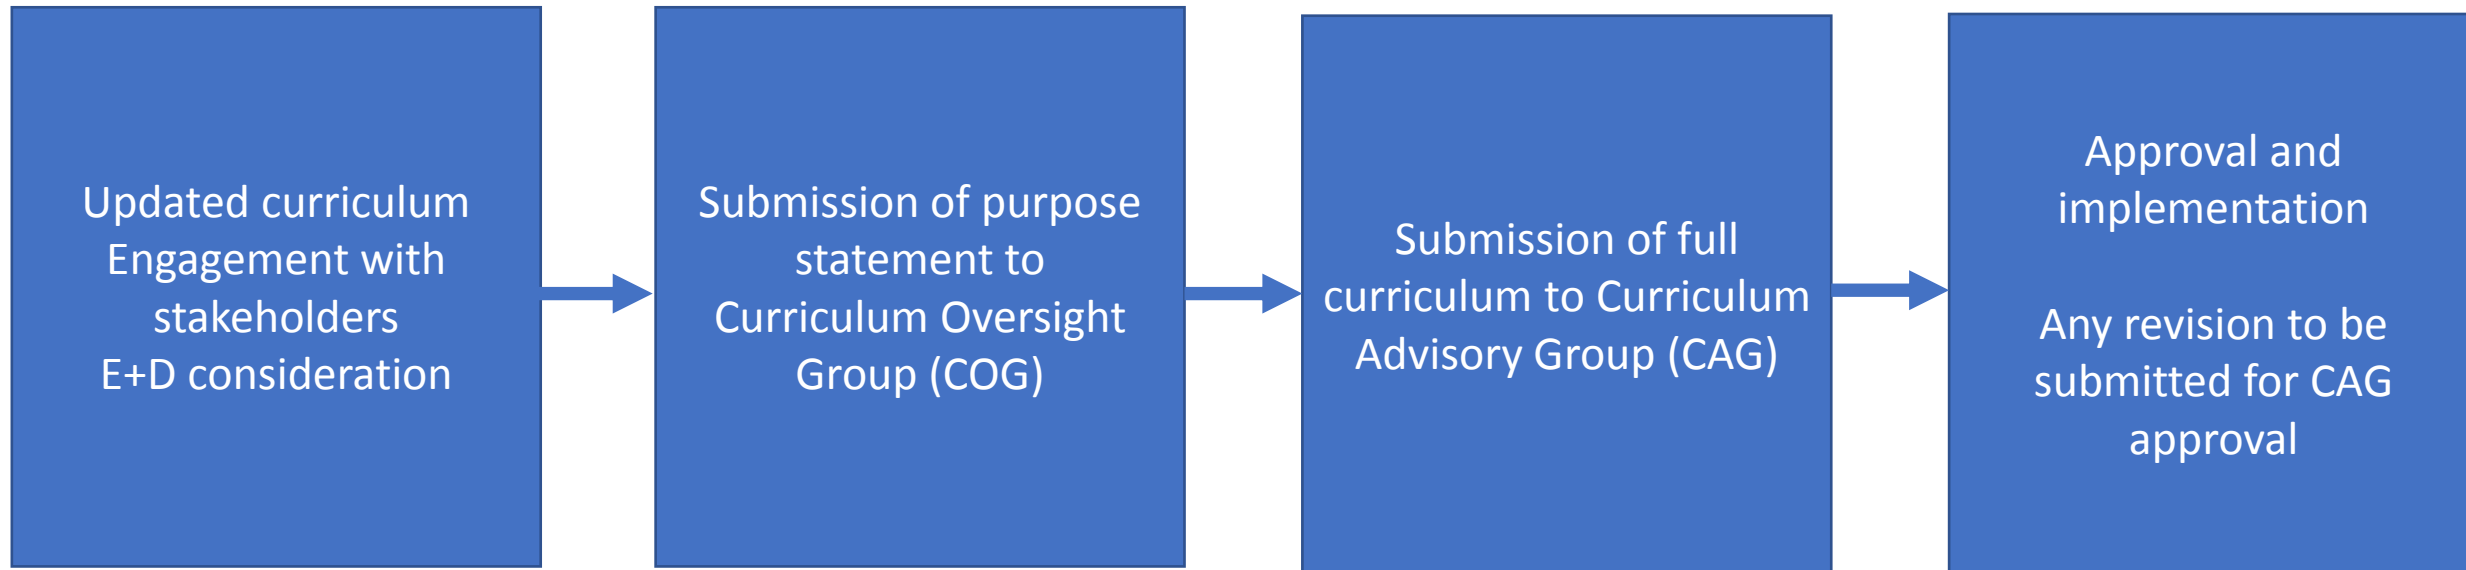 Updated curriculum
Engagement with
stakeholders
E+D consideration
Submission of purpose
statement to
Curriculum Oversight
Group (COG)
Submission of full
curriculum to Curriculum
Advisory Group (CAG)
Approval and
implementation
Any revision to be
submitted for CAG
approval